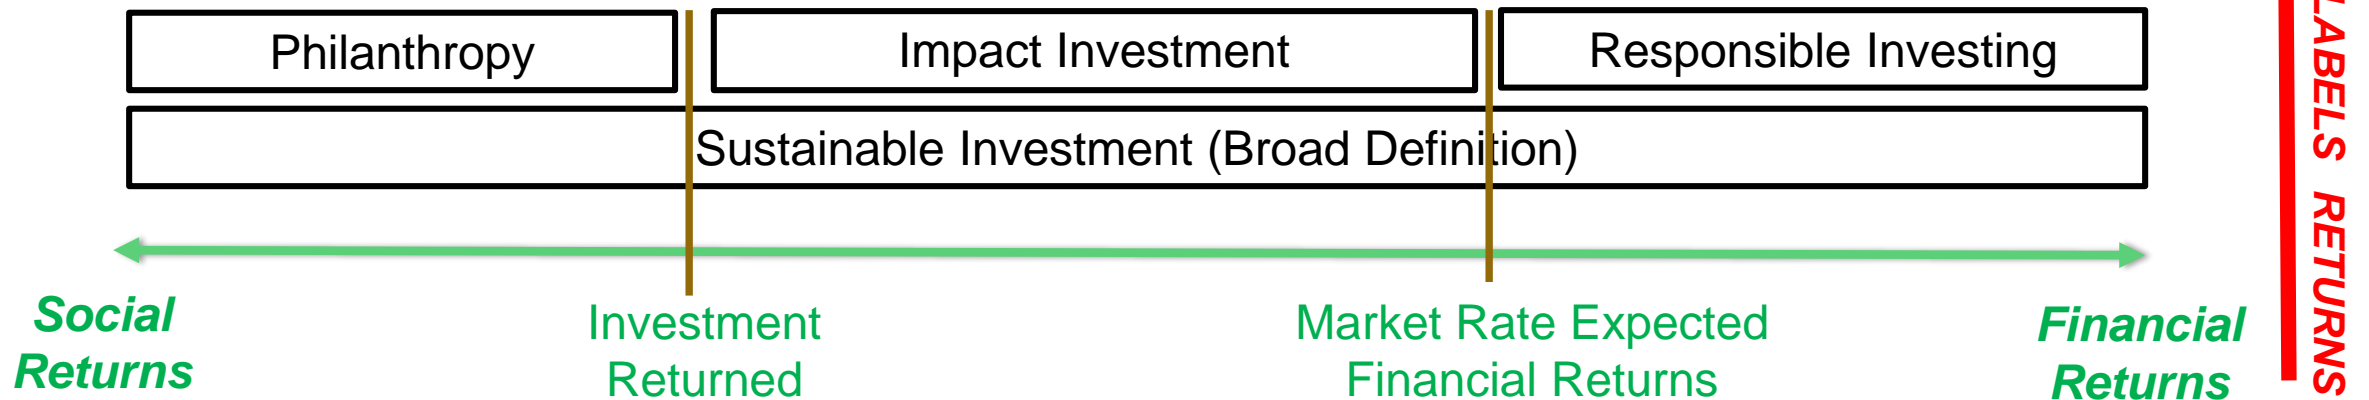 Philanthropy
Impact Investment
Responsible Investing
Sustainable Investment (Broad Definition)
Social
Returns
Investment
Returned
Market Rate Expected
Financial Returns
Financial
Returns
LABELS RETURNS